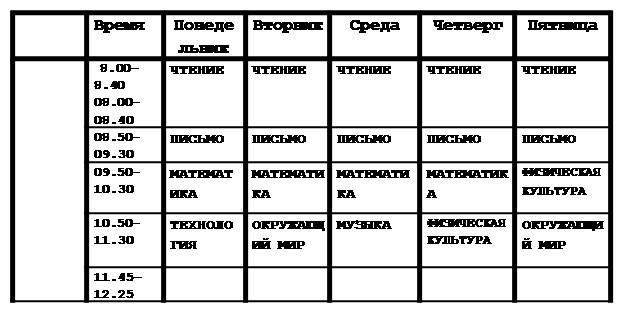 Время Понеде Вторник Среда Четверг Пятница
льник
8.00– ЧТЕНИЕ ЧТЕНИЕ ЧТЕНИЕ ЧТЕНИЕ ЧТЕНИЕ
8.40
08.00–
08.40
08.50– ПИСЬМО ПИСЬМО ПИСЬМО ПИСЬМО ПИСЬМО
09.30
09.50– МАТЕМАТ МАТЕМАТИ МАТЕМАТИ МАТЕМАТИК ФИЗИЧЕСКАЯ
10.30 ИКА КА КА А КУЛЬТУРА
10.50– ТЕХНОЛО ОКРУЖАЮЩ МУЗЫКА ФИЗИЧЕСКАЯ ОКРУЖАЮЩИ
11.30 ГИЯ ИЙ МИР КУЛЬТУРА Й МИР
11.45–
12.25